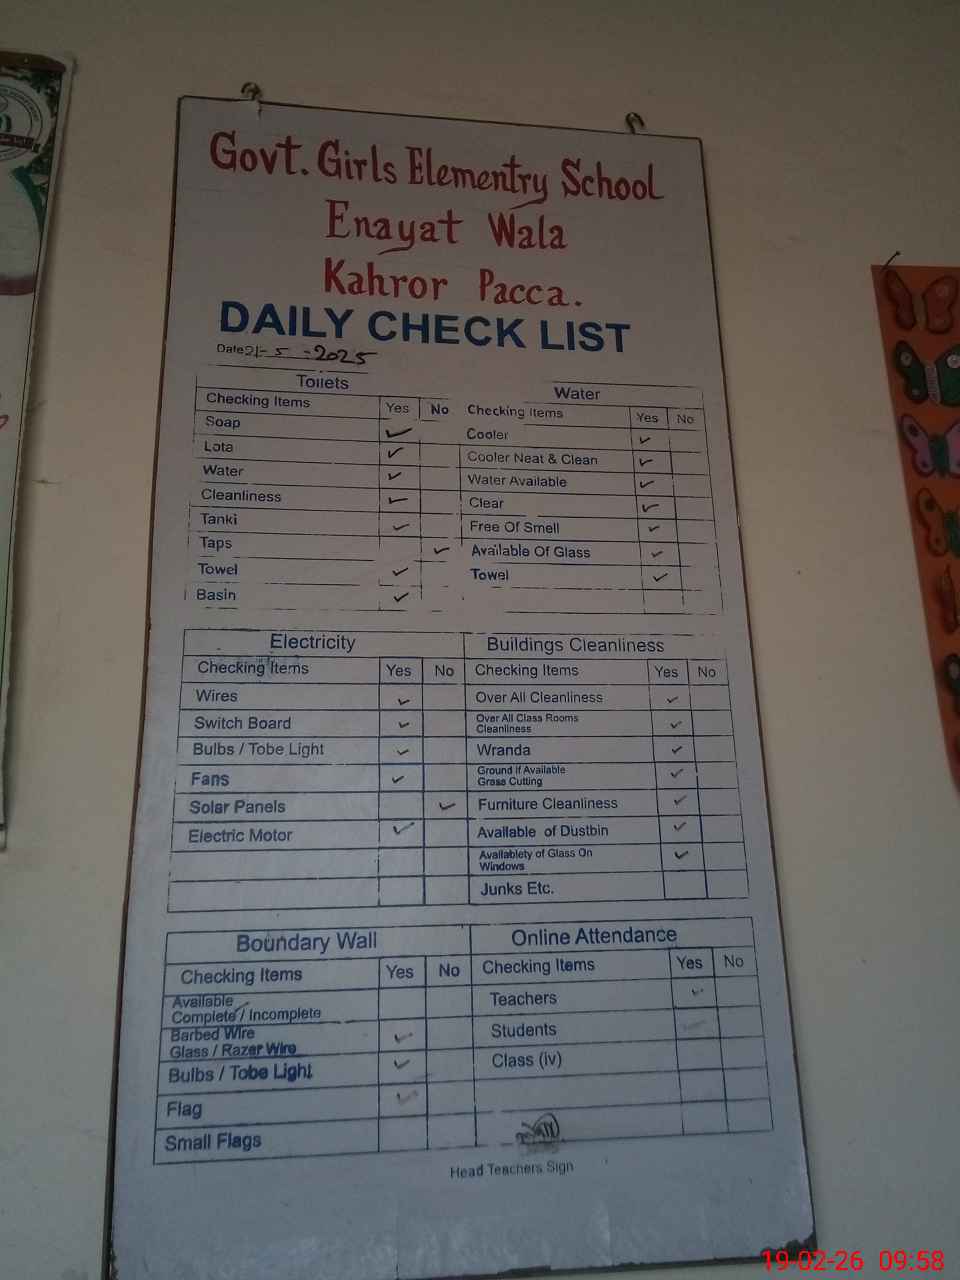 Govt. Girls Elementry School
Enayat Wala
Kahror Pacca.
DAILY CHECK LIST
Date 21-5-2025
Toilets
Checking Items Yes No
Soap ✓
Lota ✓
Water ✓
Cleanliness ✓
Tanki ✓
Taps ✓
Towel ✓
Basin ✓
Water
Checking Items Yes No
Cooler ✓
Cooler Neat & Clean ✓
Water Available ✓
Clear ✓
Free Of Smell ✓
Available Of Glass ✓
Towel ✓
Electricity
Checking Items Yes No
Wires ✓
Switch Board ✓
Bulbs / Tobe Light ✓
Fans ✓
Solar Panels ✓
Electric Motor ✓
Buildings Cleanliness
Checking Items Yes No
Over All Cleanliness ✓
Over All Class Rooms
Cleanliness ✓
Wranda ✓
Ground If Available
Grass Cutting ✓
Furniture Cleanliness ✓
Available of Dustbin ✓
Availablety of Glass On
Windows ✓
Junks Etc.
Boundary Wall
Checking Items Yes No
Available
Complete / Incomplete
Barbed Wire
Glass / Razer Wire ✓
Bulbs / Tobe Light ✓
Flag ✓
Small Flags
Online Attendance
Checking Items Yes No
Teachers ✓
Students
Class (iv)
Head Teachers Sign
19-02-26 09:58